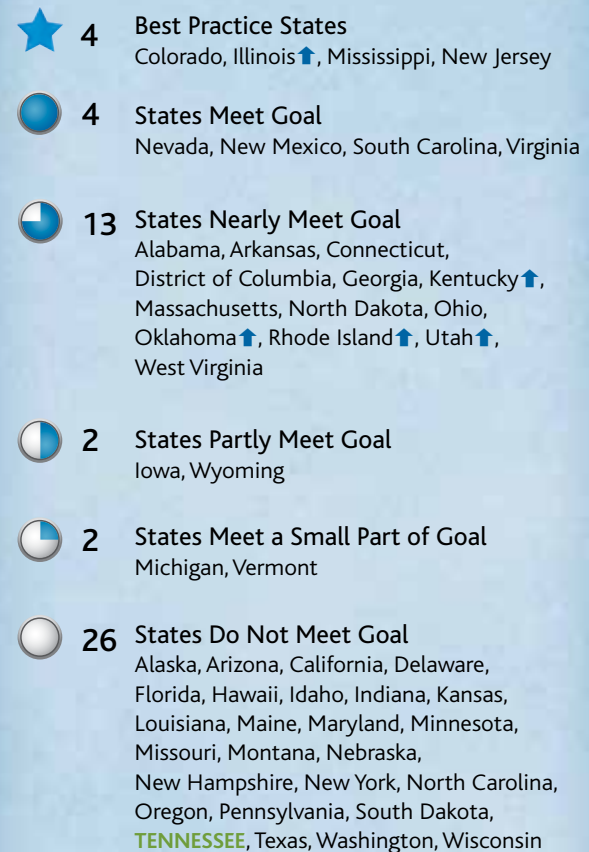 4 Best Practice States
Colorado, Illinois⬆, Mississippi, New Jersey
4 States Meet Goal
Nevada, New Mexico, South Carolina, Virginia
13 States Nearly Meet Goal
Alabama, Arkansas, Connecticut,
District of Columbia, Georgia, Kentucky⬆,
Massachusetts, North Dakota, Ohio,
Oklahoma⬆, Rhode Island⬆, Utah⬆,
West Virginia
2 States Partly Meet Goal
Iowa, Wyoming
2 States Meet a Small Part of Goal
Michigan, Vermont
26 States Do Not Meet Goal
Alaska, Arizona, California, Delaware,
Florida, Hawaii, Idaho, Indiana, Kansas,
Louisiana, Maine, Maryland, Minnesota,
Missouri, Montana, Nebraska,
New Hampshire, New York, North Carolina,
Oregon, Pennsylvania, South Dakota,
TENNESSEE, Texas, Washington, Wisconsin